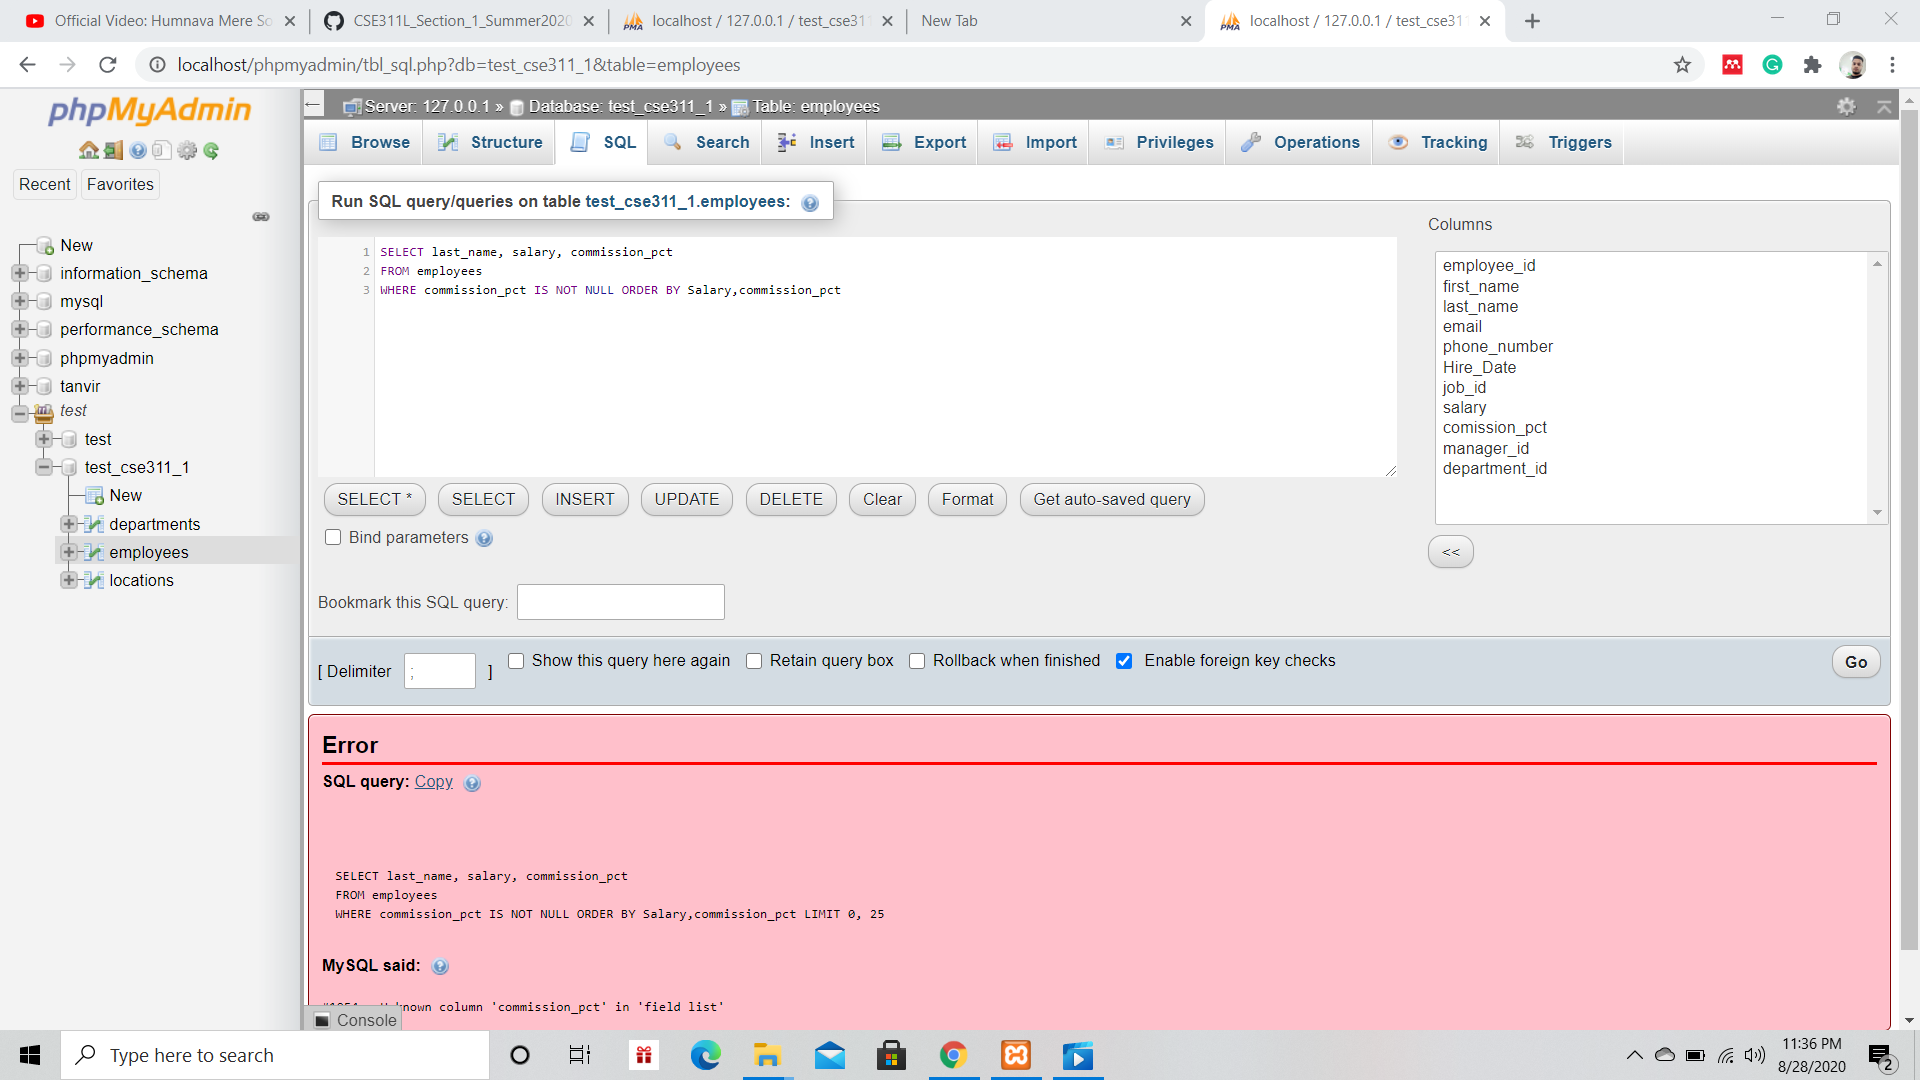 Official Video: Humnava Mere So
CSE311L_Section_1_Summer2020
localhost / 127.0.0.1 / test_cse311
New Tab
localhost / 127.0.0.1 / test_cse311
localhost/phpmyadmin/tbl_sql.php?db=test_cse311_1&table=employees
phpMyAdmin
Recent
Favorites
New
information_schema
mysql
performance_schema
phpmyadmin
tanvir
test
test
test_cse311_1
New
departments
employees
locations
Server: 127.0.0.1 » Database: test_cse311_1 » Table: employees
Browse
Structure
SQL
Search
Insert
Export
Import
Privileges
Operations
Tracking
Triggers
Run SQL query/queries on table test_cse311_1.employees:
1 SELECT last_name, salary, commission_pct
2 FROM employees
3 WHERE commission_pct IS NOT NULL ORDER BY Salary,commission_pct
Columns
employee_id
first_name
last_name
email
phone_number
Hire_Date
job_id
salary
comission_pct
manager_id
department_id
<<
SELECT *
SELECT
INSERT
UPDATE
DELETE
Clear
Format
Get auto-saved query
Bind parameters
Bookmark this SQL query:
[ Delimiter ; ]
Show this query here again
Retain query box
Rollback when finished
Enable foreign key checks
Go
Error
SQL query: Copy
SELECT last_name, salary, commission_pct
FROM employees
WHERE commission_pct IS NOT NULL ORDER BY Salary,commission_pct LIMIT 0, 25
MySQL said:
column 'commission_pct' in 'field list'
Console
Type here to search
11:36 PM
8/28/2020
2